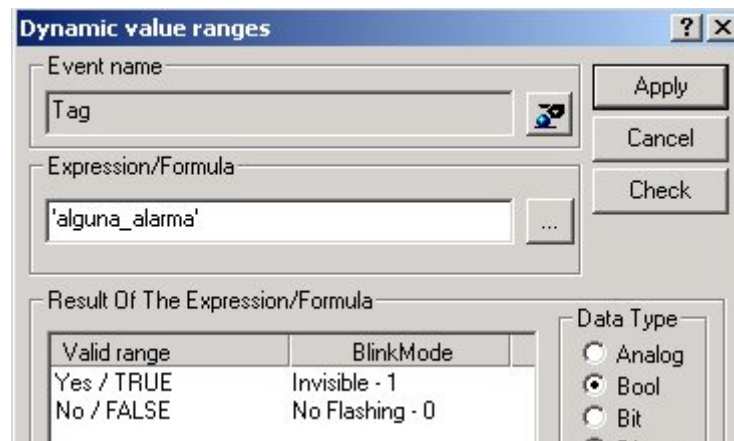 Dynamic value ranges
Event name
Tag
Apply
Cancel
Expression/Formula
Check
'alguna_alarma'
...
Result Of The Expression/Formula
Data Type
Valid range BlinkMode
Analog
Yes / TRUE Invisible - 1
Bool
No / FALSE No Flashing - 0
Bit